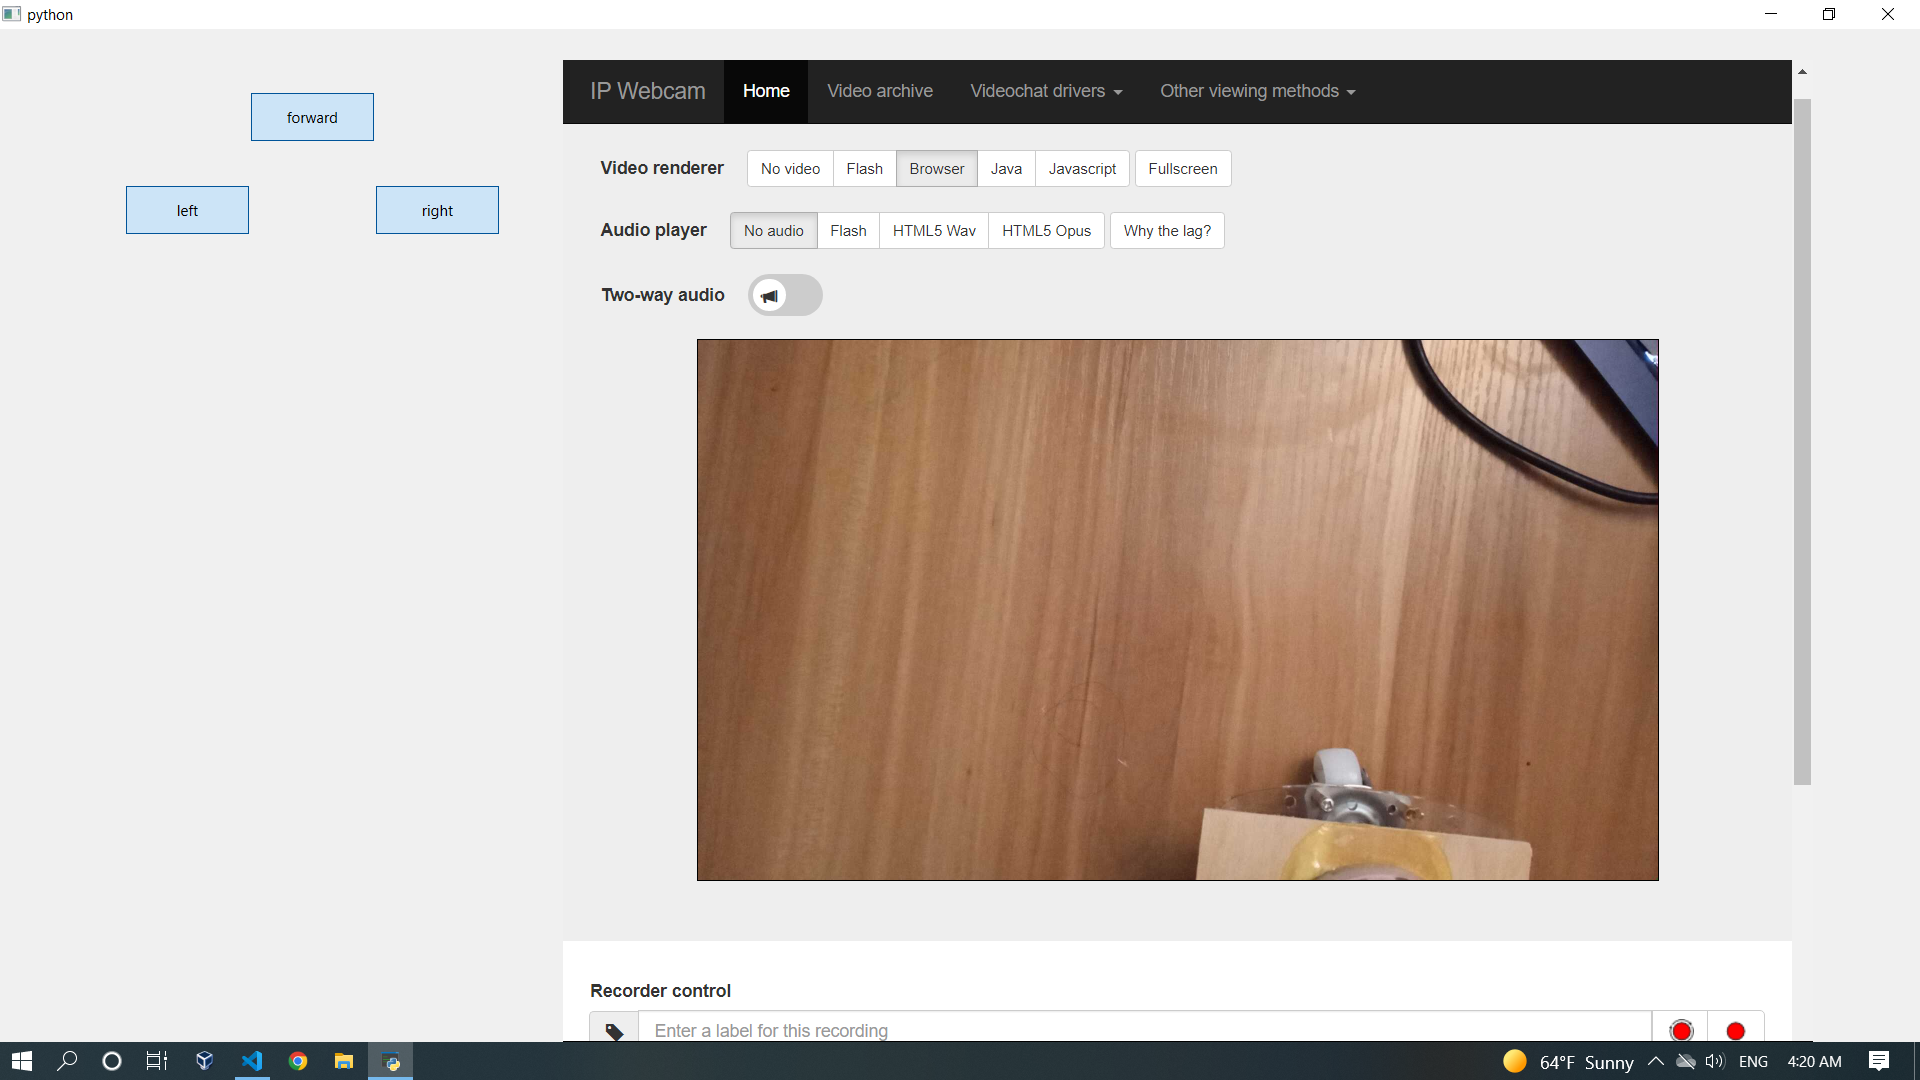 python
forward
left
right
IP Webcam Home Video archive Videochat drivers Other viewing methods
Video renderer No video Flash Browser Java Javascript Fullscreen
Audio player No audio Flash HTML5 Wav HTML5 Opus Why the lag?
Two-way audio
Recorder control
Enter a label for this recording
64°F Sunny ENG 4:20 AM